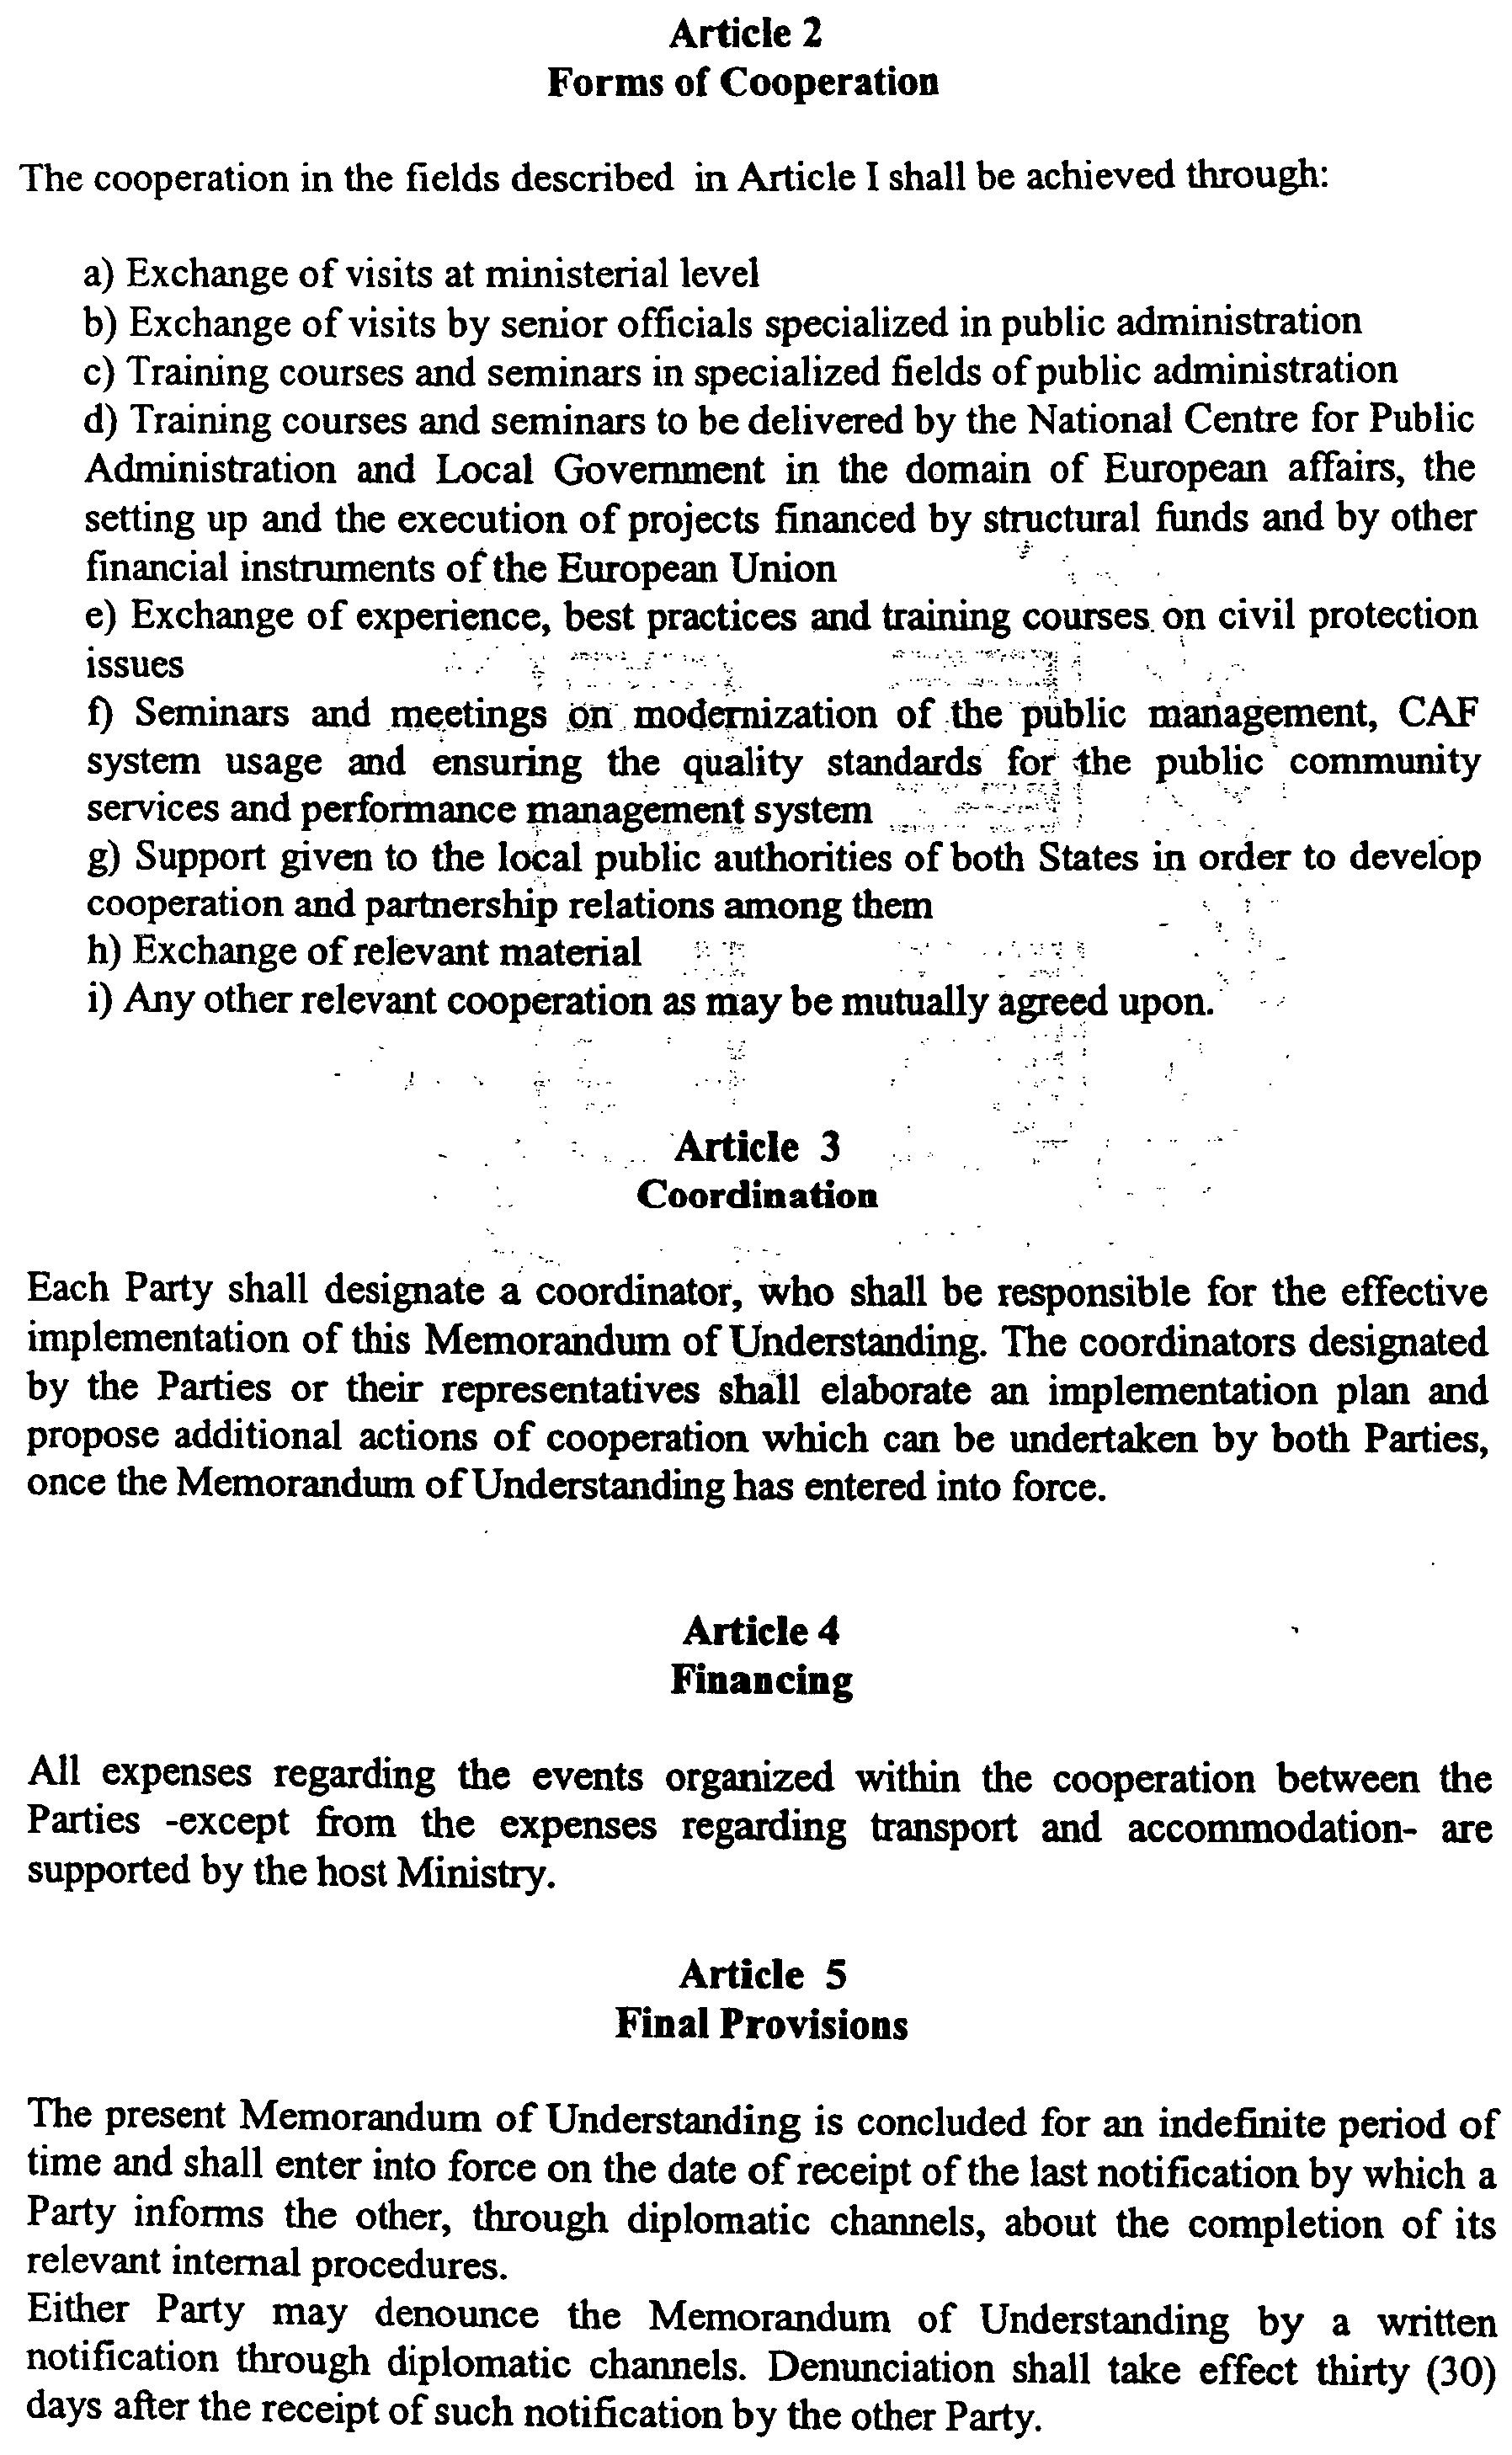 Article 2
Forms of Cooperation
The cooperation in the fields described in Article I shall be achieved through:
a) Exchange of visits at ministerial level
b) Exchange of visits by senior officials specialized in public administration
c) Training courses and seminars in specialized fields of public administration
d) Training courses and seminars to be delivered by the National Centre for Public
Administration and Local Government in the domain of European affairs, the
setting up and the execution of projects financed by structural funds and by other
financial instruments of the European Union
e) Exchange of experience, best practices and training courses on civil protection
issues
f) Seminars and meetings on modernization of the public management, CAF
system usage and ensuring the quality standards for the public community
services and performance management system
g) Support given to the local public authorities of both States in order to develop
cooperation and partnership relations among them
h) Exchange of relevant material
i) Any other relevant cooperation as may be mutually agreed upon.
Article 3
Coordination
Each Party shall designate a coordinator, who shall be responsible for the effective
implementation of this Memorandum of Understanding. The coordinators designated
by the Parties or their representatives shall elaborate an implementation plan and
propose additional actions of cooperation which can be undertaken by both Parties,
once the Memorandum of Understanding has entered into force.
Article 4
Financing
All expenses regarding the events organized within the cooperation between the
Parties -except from the expenses regarding transport and accommodation- are
supported by the host Ministry.
Article 5
Final Provisions
The present Memorandum of Understanding is concluded for an indefinite period of
time and shall enter into force on the date of receipt of the last notification by which a
Party informs the other, through diplomatic channels, about the completion of its
relevant internal procedures.
Either Party may denounce the Memorandum of Understanding by a written
notification through diplomatic channels. Denunciation shall take effect thirty (30)
days after the receipt of such notification by the other Party.